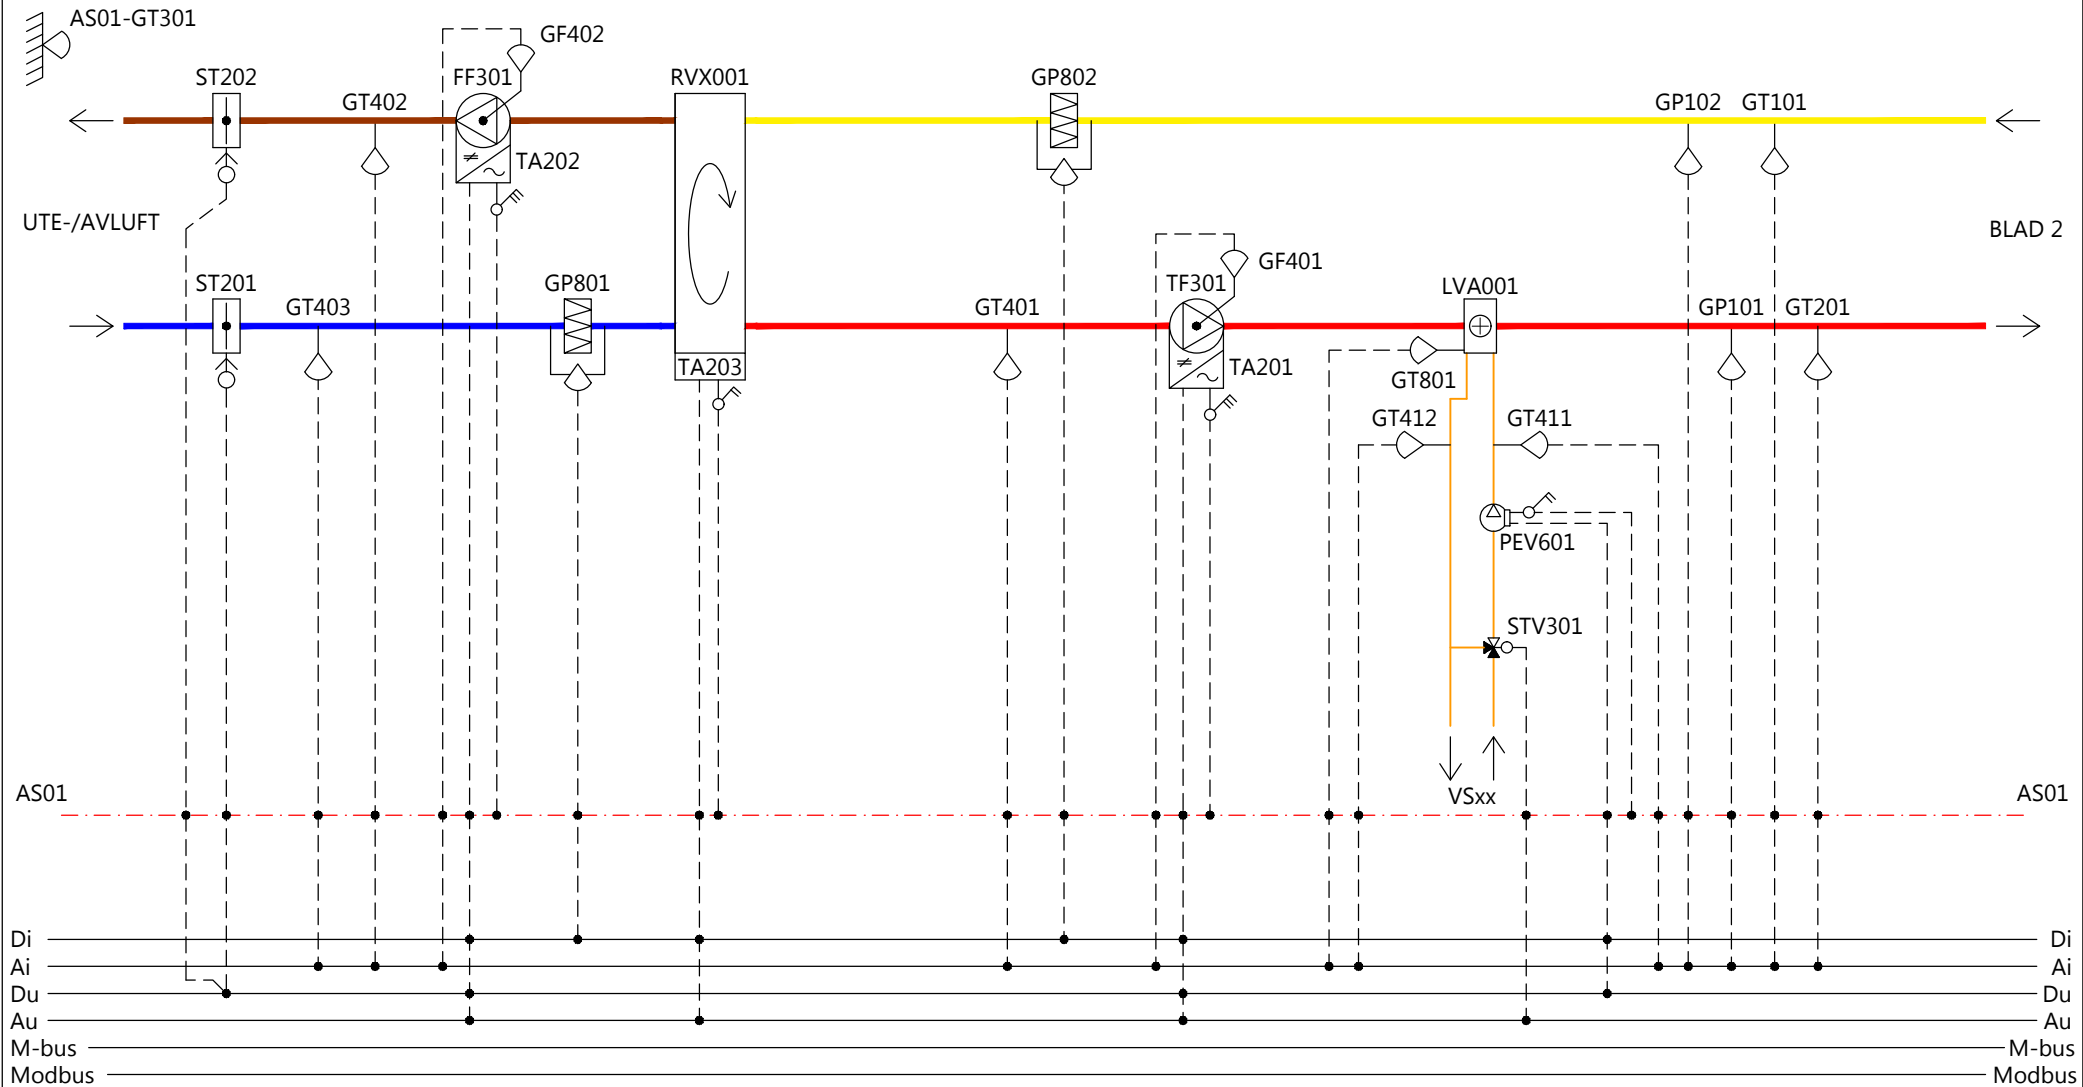 AS01-GT301
GF402
ST202
FF301
RVX001
GP802
GT402
GP102
GT101
TA202
UTE-/AVLUFT
BLAD 2
GF401
ST201
GP801
TF301
LVA001
GT403
GT401
GP101
GT201
TA203
TA201
GT801
GT412
GT411
PEV601
STV301
AS01
VSxx
AS01
Di
Di
Ai
Ai
Du
Du
Au
Au
M-bus
M-bus
Modbus
Modbus